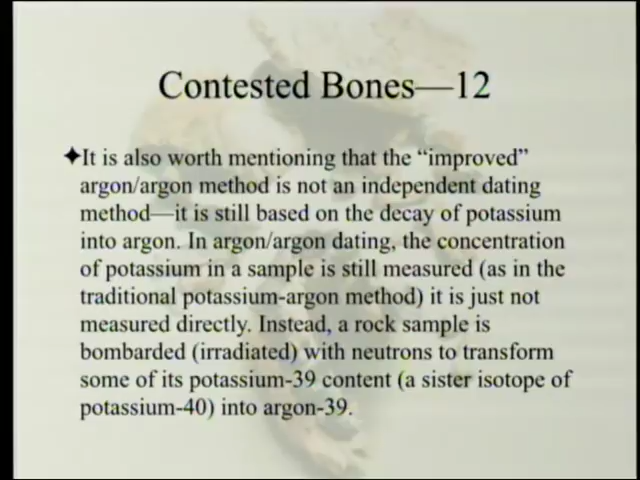 Contested Bones—12
✦It is also worth mentioning that the “improved”
argon/argon method is not an independent dating
method—it is still based on the decay of potassium
into argon. In argon/argon dating, the concentration
of potassium in a sample is still measured (as in the
traditional potassium-argon method) it is just not
measured directly. Instead, a rock sample is
bombarded (irradiated) with neutrons to transform
some of its potassium-39 content (a sister isotope of
potassium-40) into argon-39.